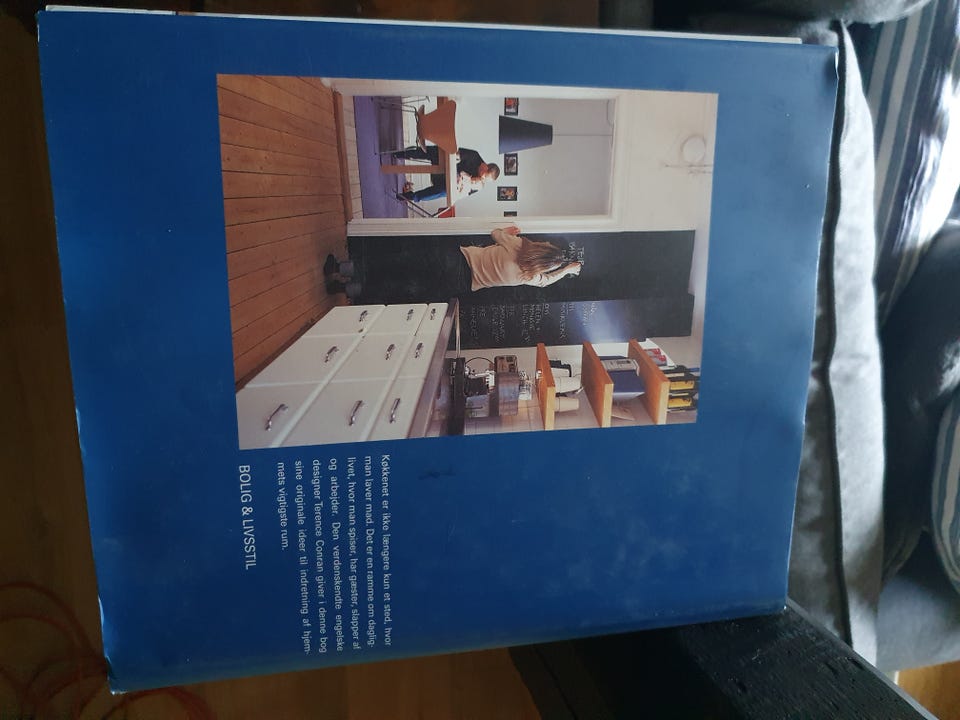 Køkkenet er ikke længere kun et sted, hvor
man laver mad. Det er en ramme om daglig-
livet, hvor man spiser, har gæster, slapper af
og arbejder. Den verdenskendte engelske
designer Terence Conran giver i denne bog
sine originale ideer til indretning af hjem-
mets vigtigste rum.
BOLIG & LIVSSTIL